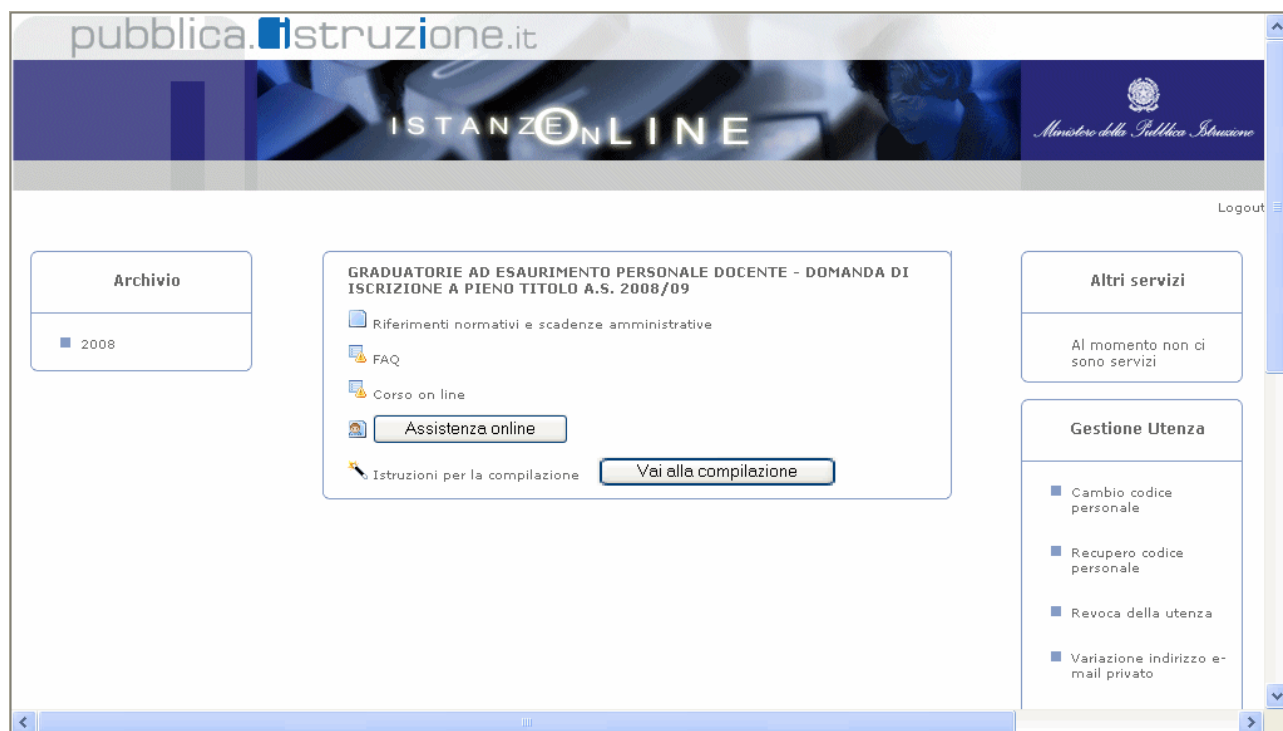 pubblica.istruzione.it
ISTANZE ONLINE
Ministero della Pubblica Istruzione
Logout
Archivio
2008
GRADUATORIE AD ESAURIMENTO PERSONALE DOCENTE - DOMANDA DI
ISCRIZIONE A PIENO TITOLO A.S. 2008/09
Riferimenti normativi e scadenze amministrative
FAQ
Corso on line
Assistenza online
Istruzioni per la compilazione
Vai alla compilazione
Altri servizi
Al momento non ci
sono servizi
Gestione Utenza
Cambio codice
personale
Recupero codice
personale
Revoca della utenza
Variazione indirizzo e-
mail privato